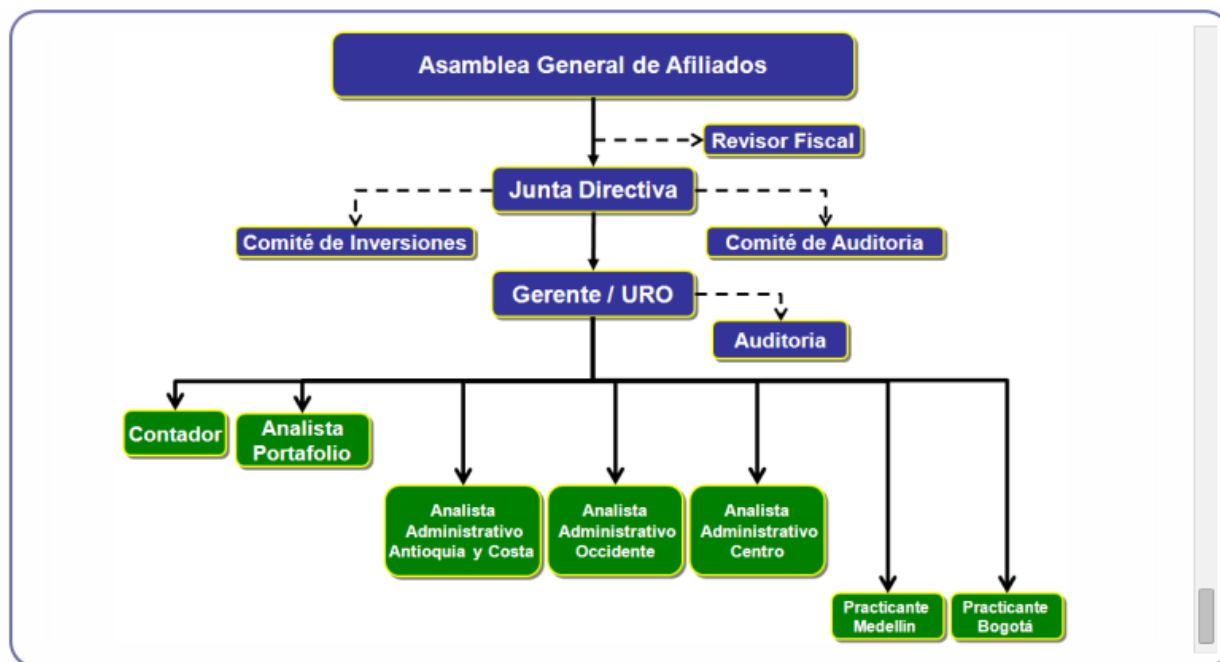 Asamblea General de Afiliados
Revisor Fiscal
Junta Directiva
Comité de Inversiones
Comité de Auditoria
Gerente / URO
Auditoria
Contador
Analista
Portafolio
Analista
Administrativo
Antioquia y Costa
Analista
Administrativo
Occidente
Analista
Administrativo
Centro
Practicante
Medellin
Practicante
Bogotá